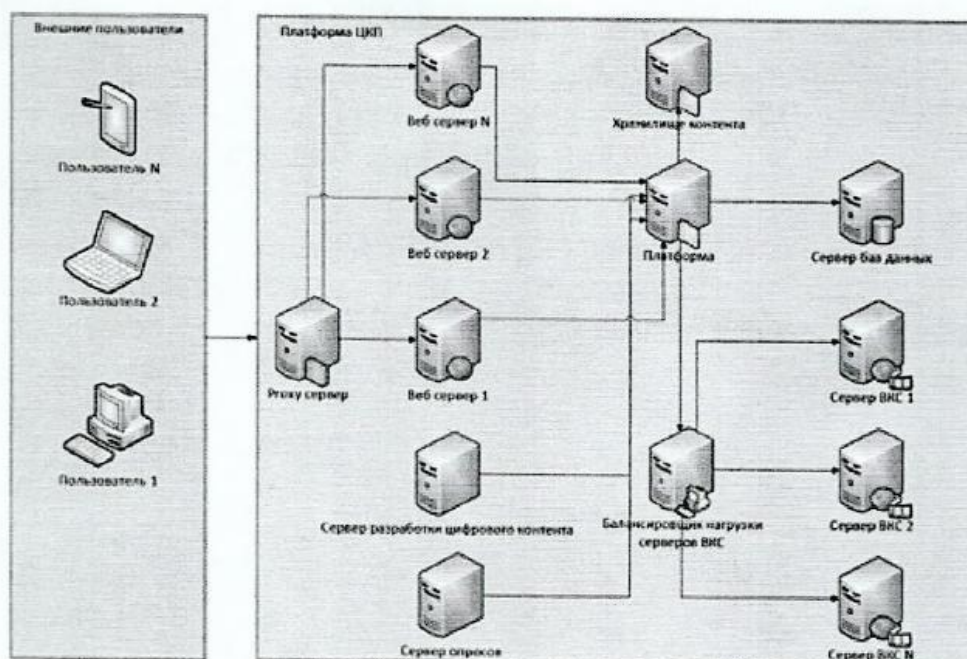 Внешние пользователи
Платформа ЦКП
Пользователь N
Пользователь 2
Пользователь 1
Proxy сервер
Веб сервер N
Веб сервер 2
Веб сервер 1
Сервер разработки цифрового контента
Сервер опросов
Хранилище контента
Платформа
Сервер баз данных
Балансировщик нагрузки
серверов ВКС
Сервер ВКС 1
Сервер ВКС 2
Сервер ВКС N